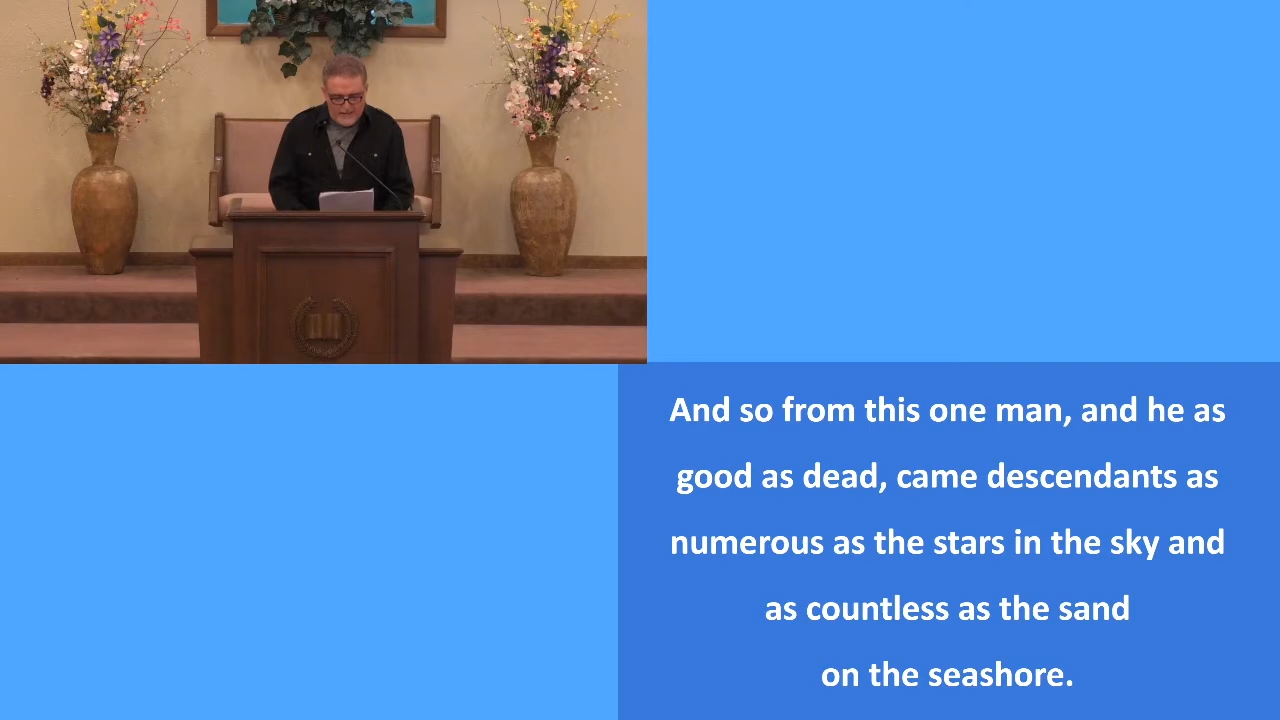 And so from this one man, and he as
good as dead, came descendants as
numerous as the stars in the sky and
as countless as the sand
on the seashore.